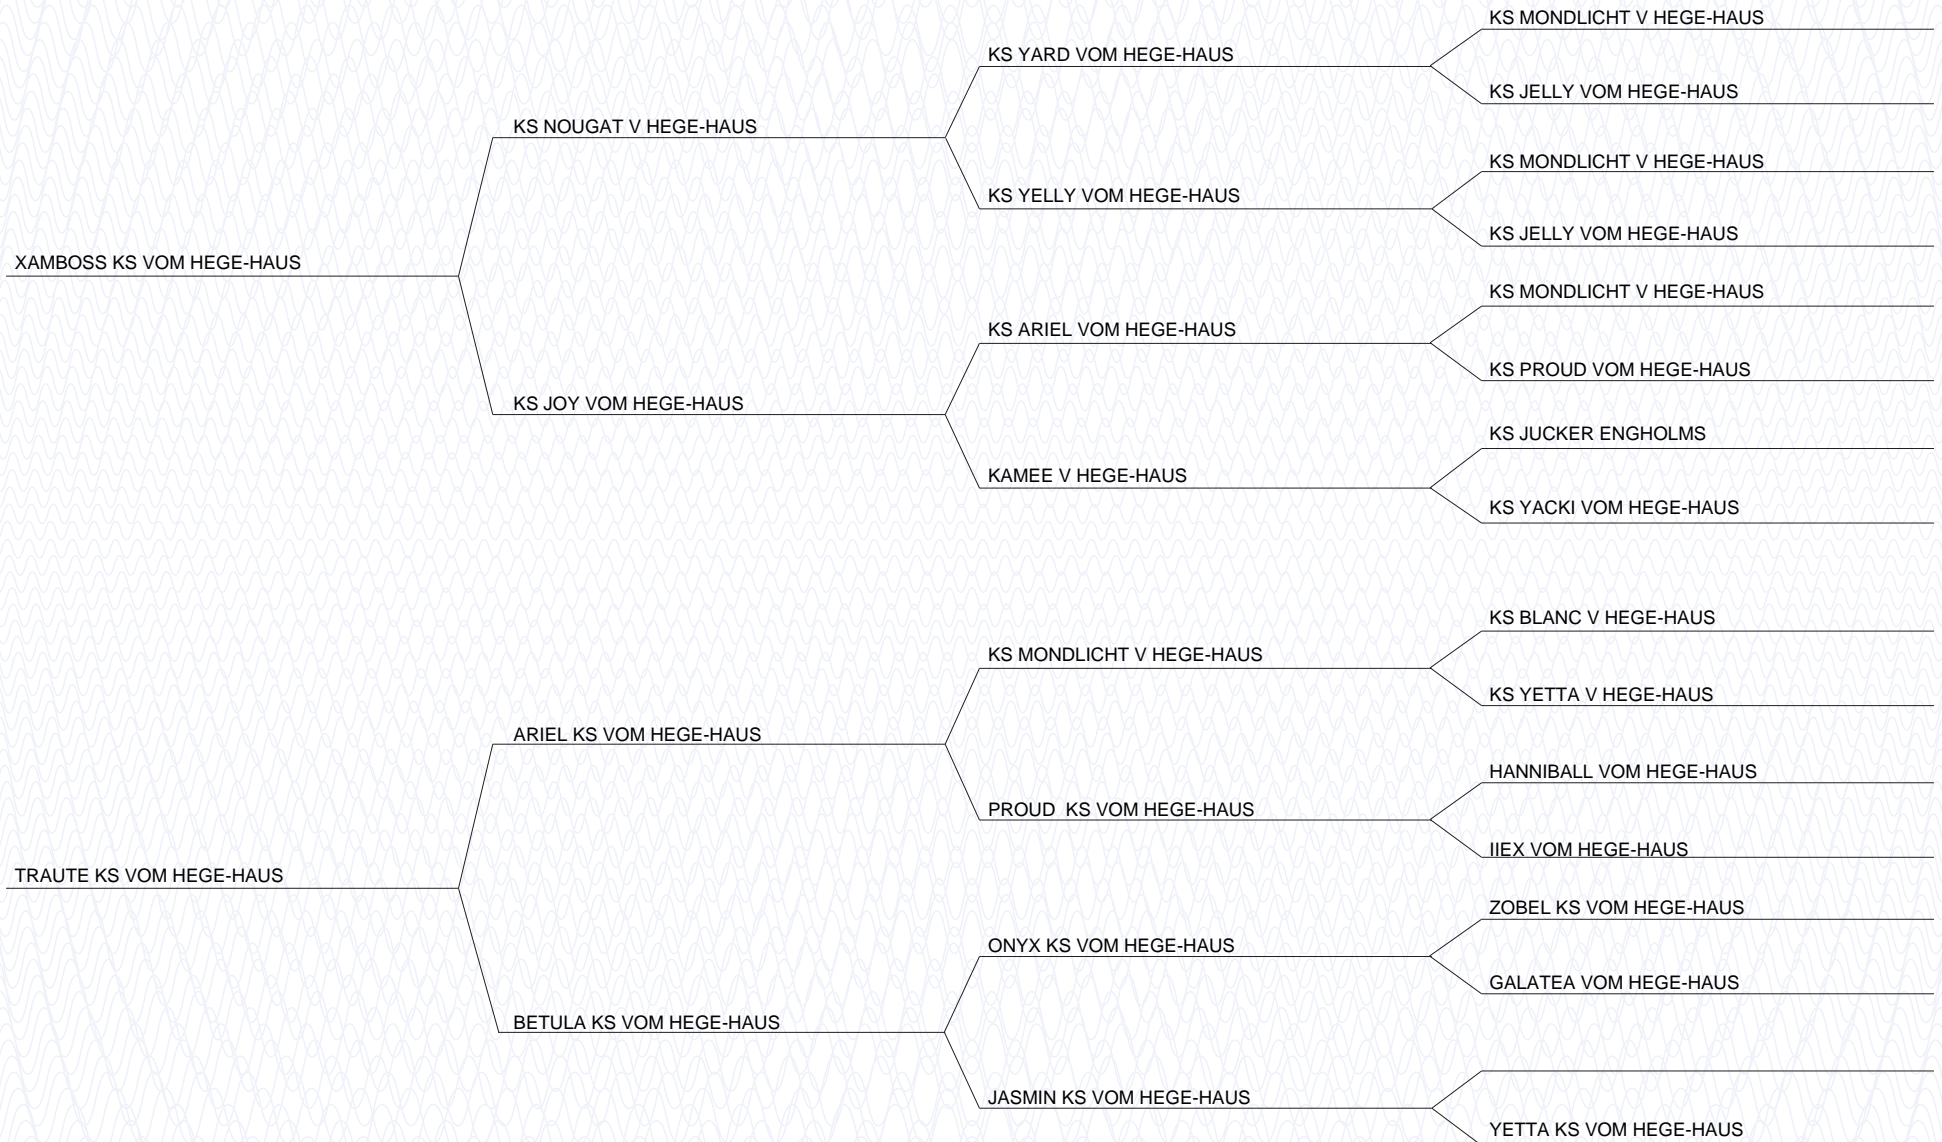 KS MONDLICHT V HEGE-HAUS
KS YARD VOM HEGE-HAUS
KS JELLY VOM HEGE-HAUS
KS NOUGAT V HEGE-HAUS
KS MONDLICHT V HEGE-HAUS
KS YELLY VOM HEGE-HAUS
KS JELLY VOM HEGE-HAUS
XAMBOSS KS VOM HEGE-HAUS
KS MONDLICHT V HEGE-HAUS
KS ARIEL VOM HEGE-HAUS
KS PROUD VOM HEGE-HAUS
KS JOY VOM HEGE-HAUS
KS JUCKER ENGHOLMS
KAMEE V HEGE-HAUS
KS YACKI VOM HEGE-HAUS
KS BLANC V HEGE-HAUS
KS MONDLICHT V HEGE-HAUS
KS YETTA V HEGE-HAUS
ARIEL KS VOM HEGE-HAUS
HANNIBALL VOM HEGE-HAUS
PROUD  KS VOM HEGE-HAUS
IIEX VOM HEGE-HAUS
TRAUTE KS VOM HEGE-HAUS
ZOBEL KS VOM HEGE-HAUS
ONYX KS VOM HEGE-HAUS
GALATEA VOM HEGE-HAUS
BETULA KS VOM HEGE-HAUS
JASMIN KS VOM HEGE-HAUS
YETTA KS VOM HEGE-HAUS